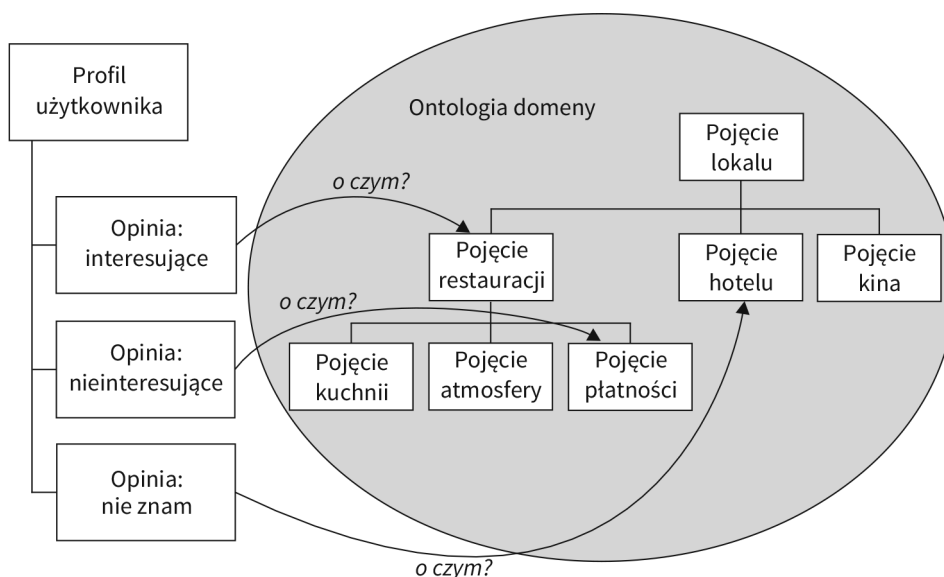 Profil
użytkownika
Ontologia domeny
Pojęcie
lokalu
o czym?
Opinia:
interesujące
Pojęcie
restauracji
Pojęcie
hotelu
Pojęcie
kina
o czym?
Opinia:
nieinteresujące
Pojęcie
kuchnii
Pojęcie
atmosfery
Pojęcie
płatności
Opinia:
nie znam
o czym?